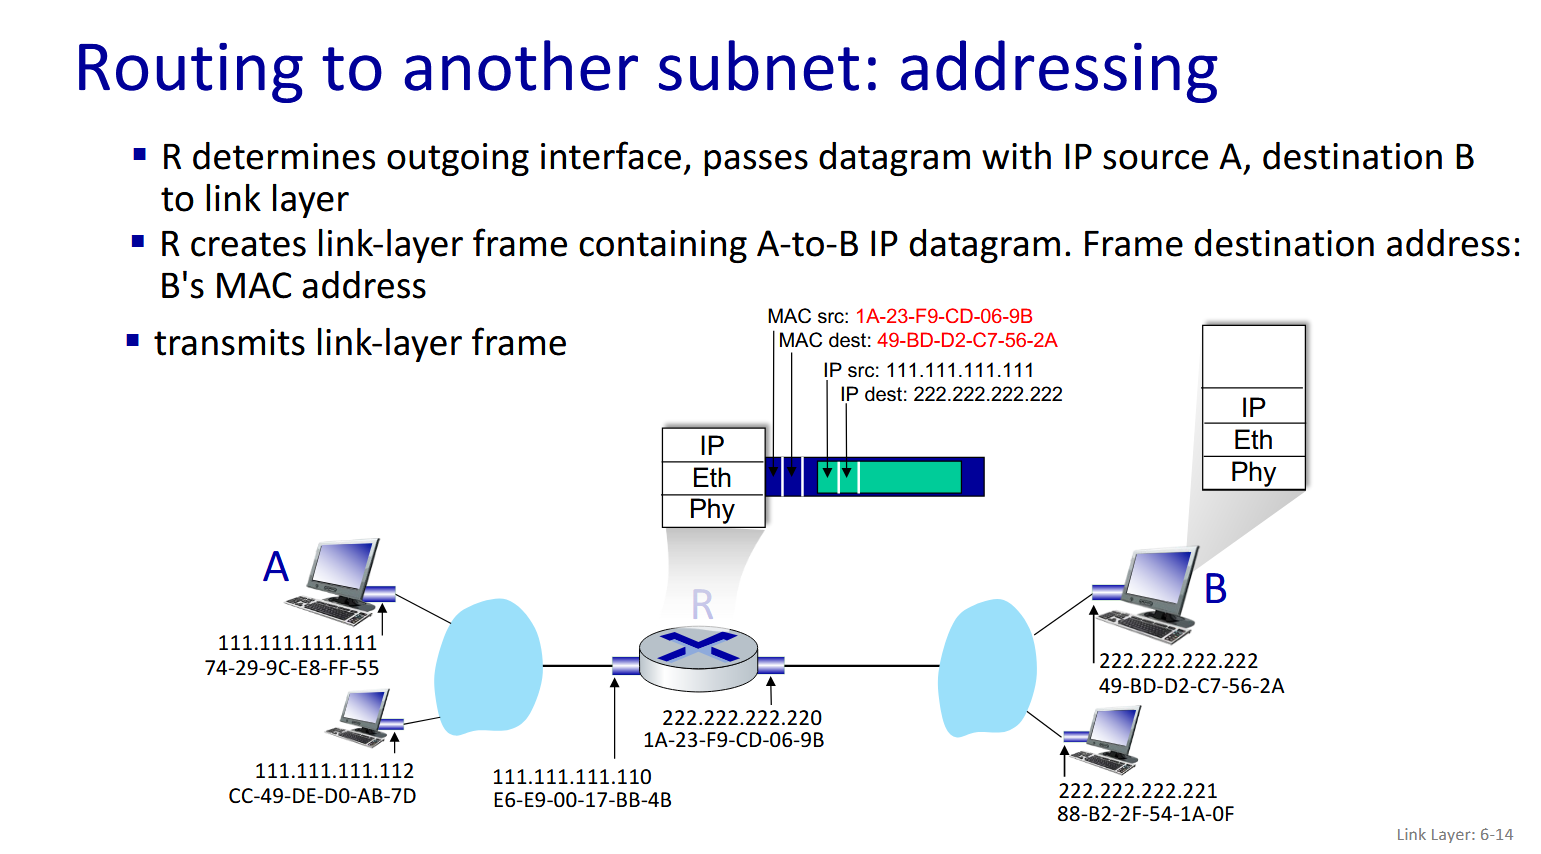 Routing to another subnet: addressing
▪ R determines outgoing interface, passes datagram with IP source A, destination B
to link layer
▪ R creates link-layer frame containing A-to-B IP datagram. Frame destination address:
B's MAC address
▪ transmits link-layer frame
MAC src: 1A-23-F9-CD-06-9B
MAC dest: 49-BD-D2-C7-56-2A
IP src: 111.111.111.111
IP dest: 222.222.222.222
IP
Eth
Phy
IP
Eth
Phy
A
R
B
111.111.111.111
74-29-9C-E8-FF-55
222.222.222.222
49-BD-D2-C7-56-2A
222.222.222.220
1A-23-F9-CD-06-9B
111.111.111.112
CC-49-DE-D0-AB-7D
111.111.111.110
E6-E9-00-17-BB-4B
222.222.222.221
88-B2-2F-54-1A-0F
Link Layer: 6-14